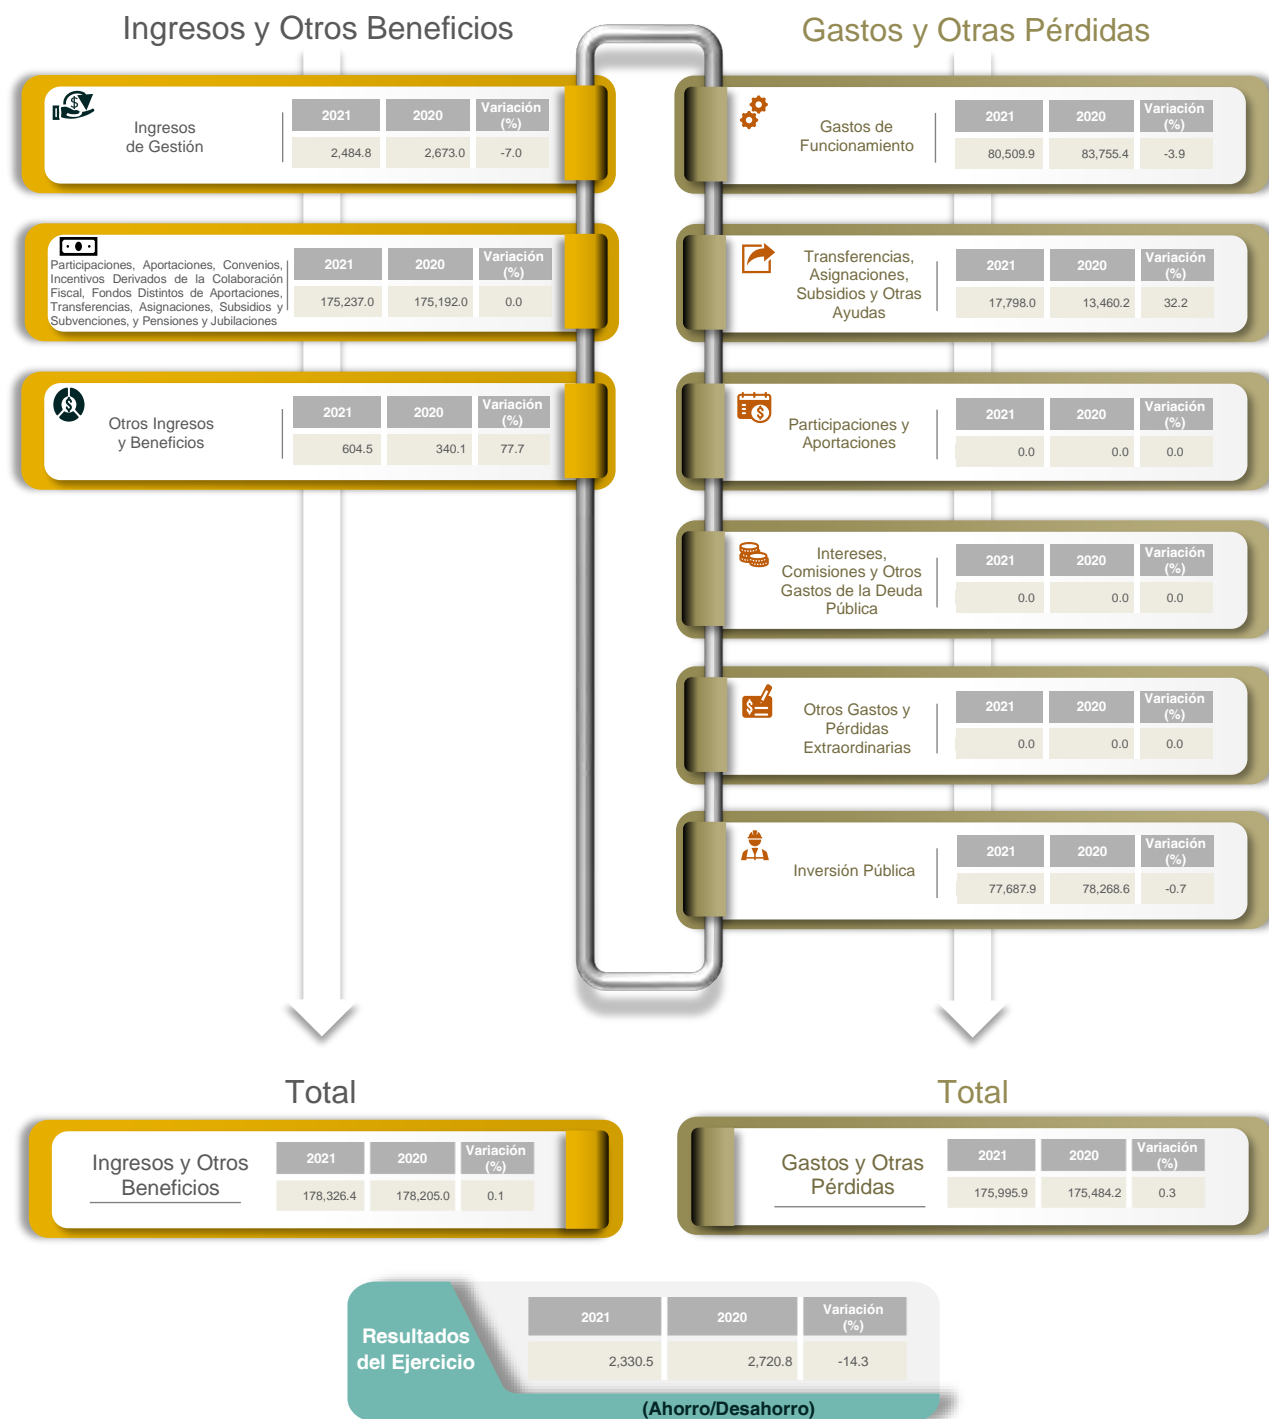 Ingresos y Otros Beneficios
Ingresos
de Gestión
2021 2020 Variación
(%)
2,484.8 2,673.0 -7.0
Participaciones, Aportaciones, Convenios,
Incentivos Derivados de la Colaboración
Fiscal, Fondos Distintos de Aportaciones,
Transferencias, Asignaciones, Subsidios y
Subvenciones, y Pensiones y Jubilaciones
2021 2020 Variación
(%)
175,237.0 175,192.0 0.0
Otros Ingresos
y Beneficios
2021 2020 Variación
(%)
604.5 340.1 77.7
Gastos y Otras Pérdidas
Gastos de
Funcionamiento
2021 2020 Variación
(%)
80,509.9 83,755.4 -3.9
Transferencias,
Asignaciones,
Subsidios y Otras
Ayudas
2021 2020 Variación
(%)
17,798.0 13,460.2 32.2
Participaciones y
Aportaciones
2021 2020 Variación
(%)
0.0 0.0 0.0
Intereses,
Comisiones y Otros
Gastos de la Deuda
Pública
2021 2020 Variación
(%)
0.0 0.0 0.0
Otros Gastos y
Pérdidas
Extraordinarias
2021 2020 Variación
(%)
0.0 0.0 0.0
Inversión Pública
2021 2020 Variación
(%)
77,687.9 78,268.6 -0.7
Total
Ingresos y Otros
Beneficios
2021 2020 Variación
(%)
178,326.4 178,205.0 0.1
Total
Gastos y Otras
Pérdidas
2021 2020 Variación
(%)
175,995.9 175,484.2 0.3
Resultados
del Ejercicio
2021 2020 Variación
(%)
2,330.5 2,720.8 -14.3
(Ahorro/Desahorro)